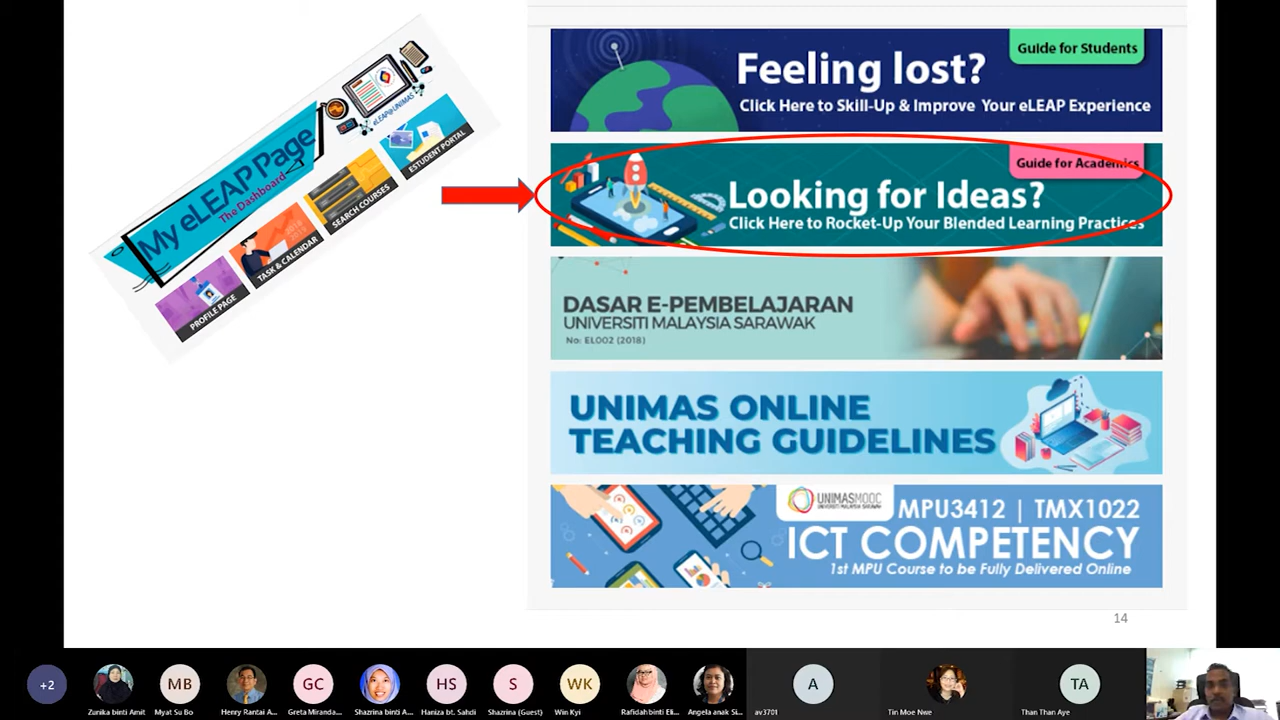 My eLEAP Page
The Dashboard
eLEAP@UNIMAS
PROFILE PAGE
TASK & CALENDAR
SEARCH COURSES
ESTUDENT PORTAL
Guide for Students
Feeling lost?
Click Here to Skill-Up & Improve Your eLEAP Experience
Guide for Academics
Looking for Ideas?
Click Here to Rocket-Up Your Blended Learning Practices
DASAR E-PEMBELAJARAN
UNIVERSITI MALAYSIA SARAWAK
No: EL002 (2018)
UNIMAS ONLINE
TEACHING GUIDELINES
UNIMASMOOC
UNIVERSITI MALAYSIA SARAWAK
MPU3412 | TMX1022
ICT COMPETENCY
1st MPU Course to be Fully Delivered Online
14
+2
MB
GC
HS
S
WK
A
TA
Zunika binti Amit
Myat Su Bo
Henry Rantai A...
Greta Miranda...
Shazrina binti A...
Haniza bt. Sahdi
Shazrina (Guest)
Win Kyi
Rafidah binti Eli...
Angela anak Si...
av3701
Tin Moe Nwe
Than Than Aye